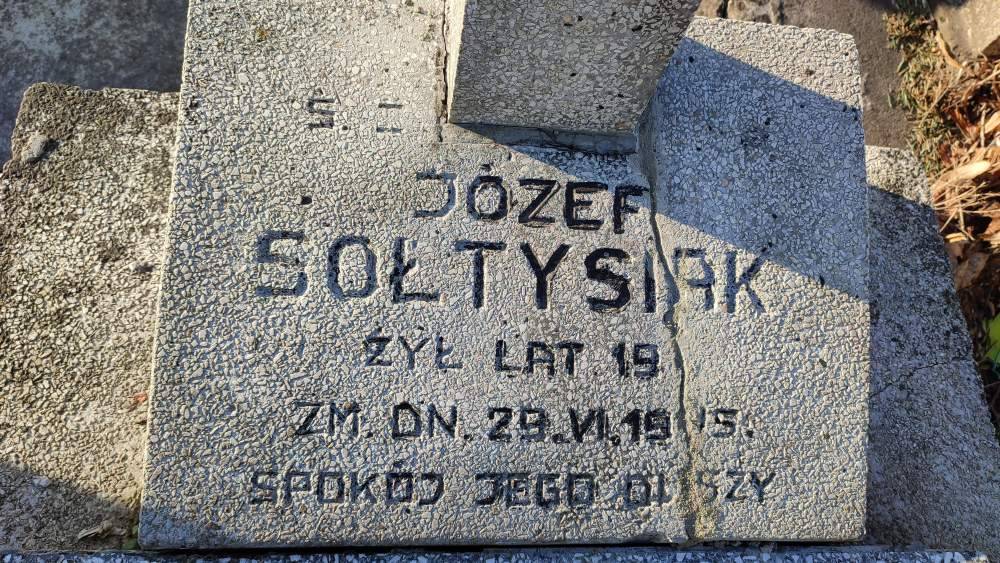 JÓZEF
SOŁTYSIAK
ŻYŁ LAT 19
ZM. DN. 29.VI.
SPOKÓJ JEGO DUSZY